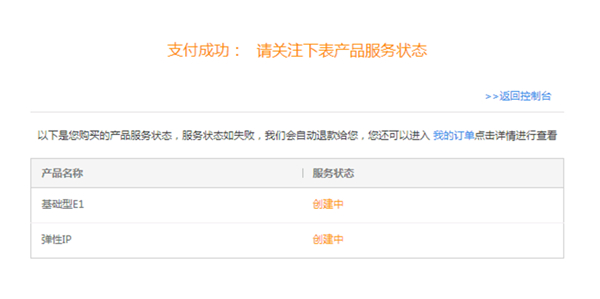 支付成功： 请关注下表产品服务状态
>>返回控制台
以下是您购买的产品服务状态，服务状态如失败，我们会自动退款给您，您还可以进入 我的订单点击详情进行查看
产品名称 服务状态
基础型E1 创建中
弹性IP 创建中